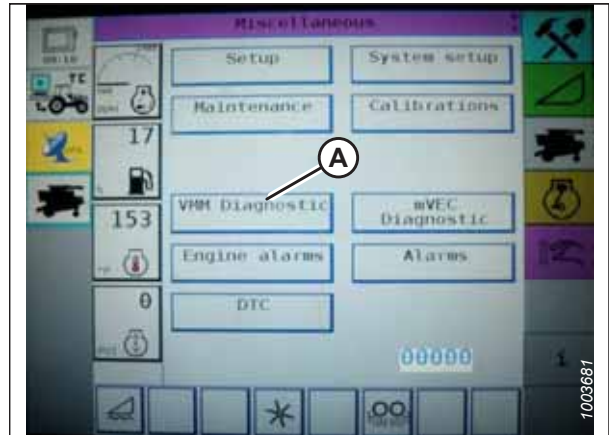 Miscellaneous
Setup
System setup
TC
Maintenance
Calibrations
17
A
VMM Diagnostic
mVEC
Diagnostic
153
Engine alarms
Alarms
0
DTC
00000
i
1003681